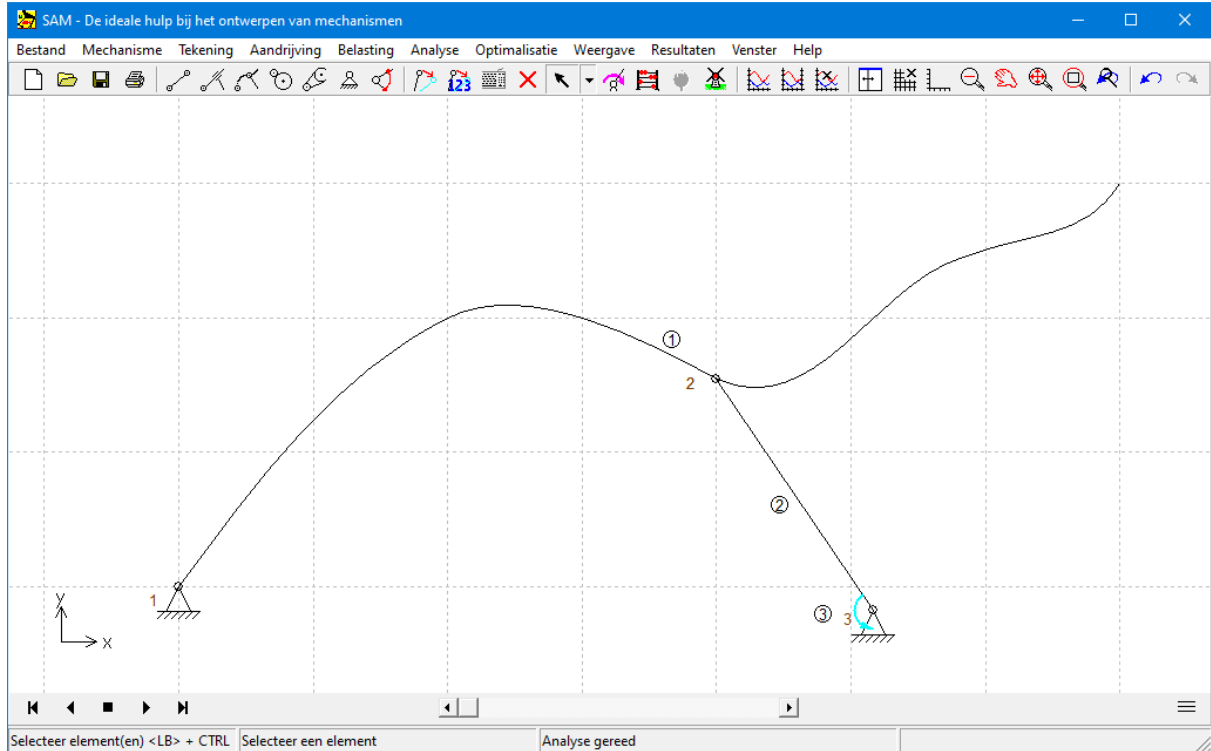 SAM - De ideale hulp bij het ontwerpen van mechanismen
Bestand Mechanisme Tekening Aandrijving Belasting Analyse Optimalisatie Weergave Resultaten Venster Help
123
1
2
2
3
3
1
y
x
Selecteer element(en) <LB> + CTRL Selecteer een element Analyse gereed